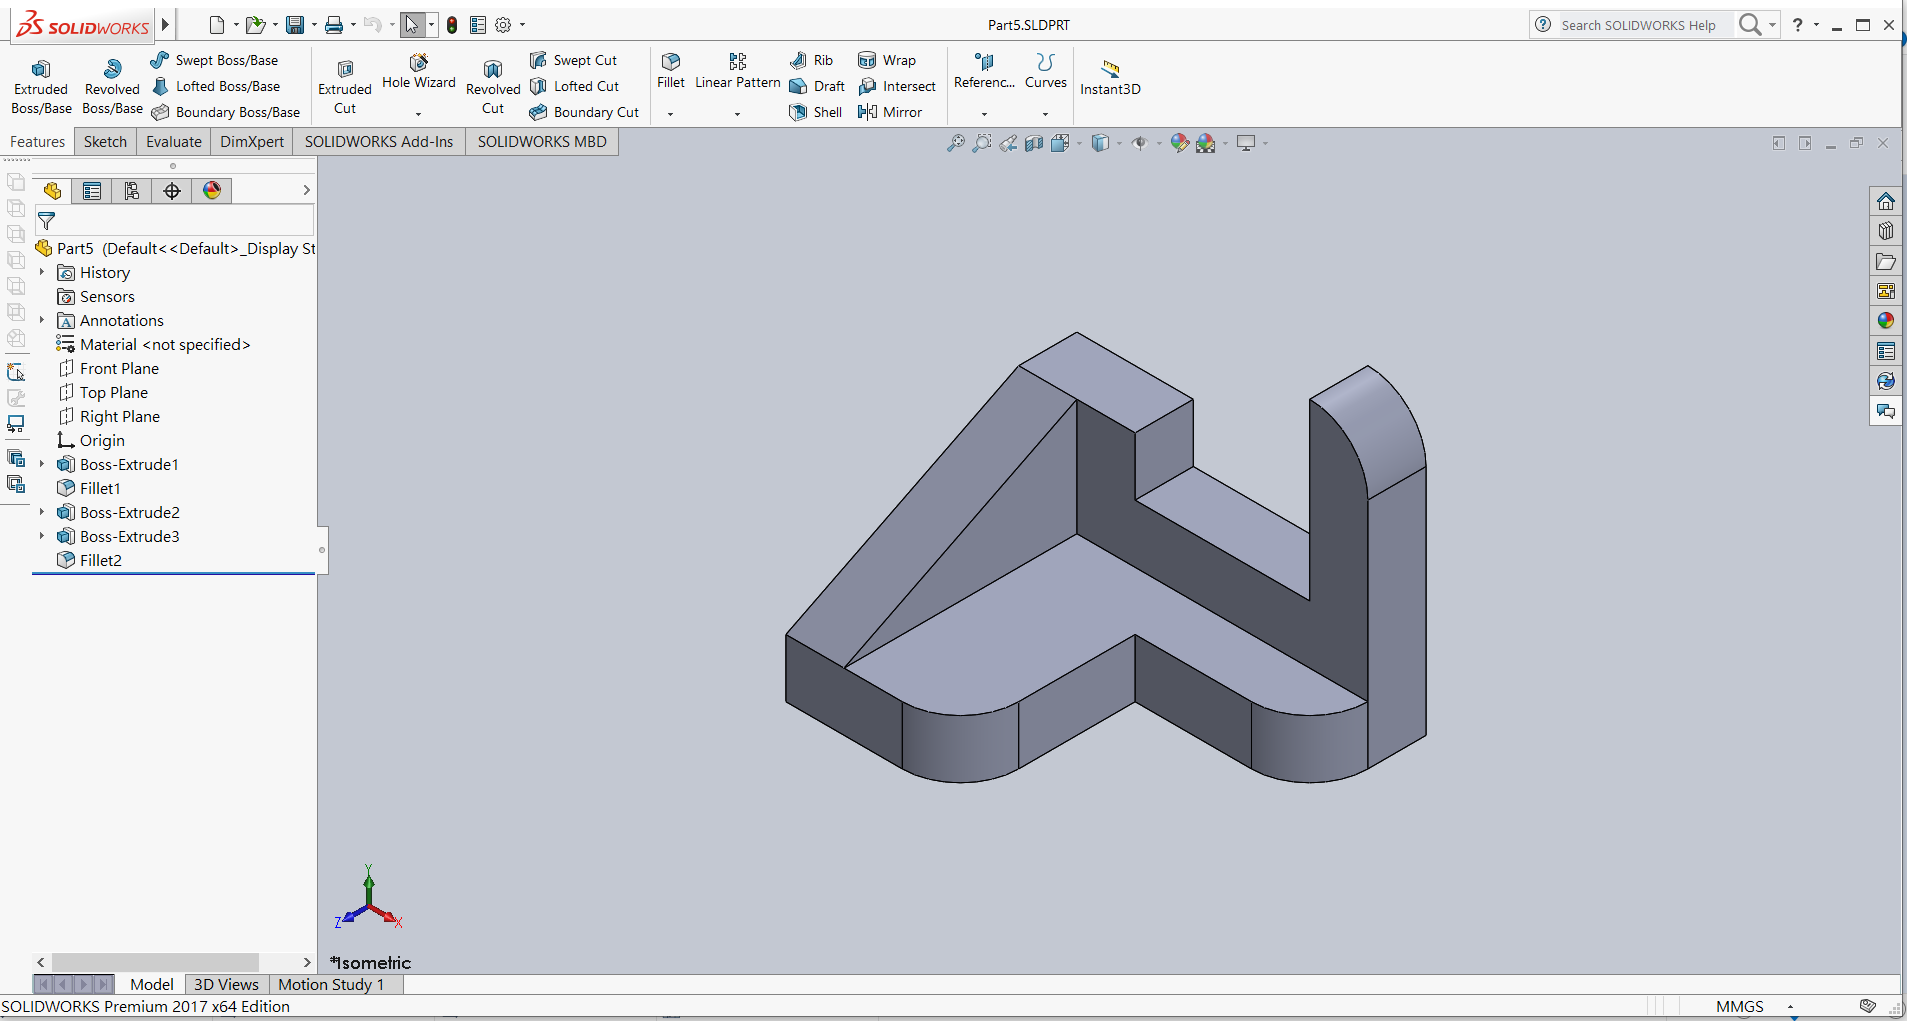 SOLIDWORKS
Part5.SLDPRT
Search SOLIDWORKS Help
?
Extruded Boss/Base
Revolved Boss/Base
Swept Boss/Base
Lofted Boss/Base
Boundary Boss/Base
Extruded Cut
Hole Wizard
Revolved Cut
Swept Cut
Lofted Cut
Boundary Cut
Fillet
Linear Pattern
Rib
Draft
Shell
Wrap
Intersect
Mirror
Referenc...
Curves
Instant3D
Features
Sketch
Evaluate
DimXpert
SOLIDWORKS Add-Ins
SOLIDWORKS MBD
Part5 (Default<<Default>_Display St
History
Sensors
Annotations
Material <not specified>
Front Plane
Top Plane
Right Plane
Origin
Boss-Extrude1
Fillet1
Boss-Extrude2
Boss-Extrude3
Fillet2
Y
Z
X
*Isometric
Model
3D Views
Motion Study 1
SOLIDWORKS Premium 2017 x64 Edition
MMGS